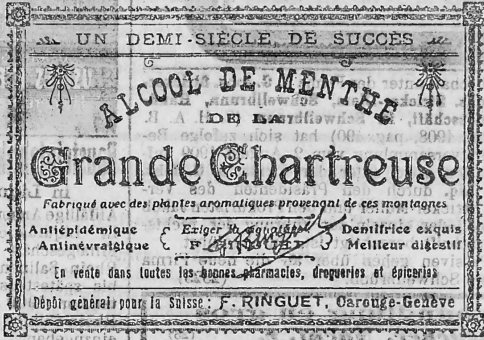 UN DEMI-SIÈCLE DE SUCCÈS
ALCOOL DE MENTHE
DE LA
Grande Chartreuse
Fabriqué avec des plantes aromatiques provenant de ces montagnes
Antiépidémique
Antinévralgique
Exiger la signature
Dentifrice exquis
Meilleur digestif
En vente dans toutes les bonnes pharmacies, drogueries et épiceries
Dépôt général pour la Suisse: F. RINGUET, Carouge-Genève